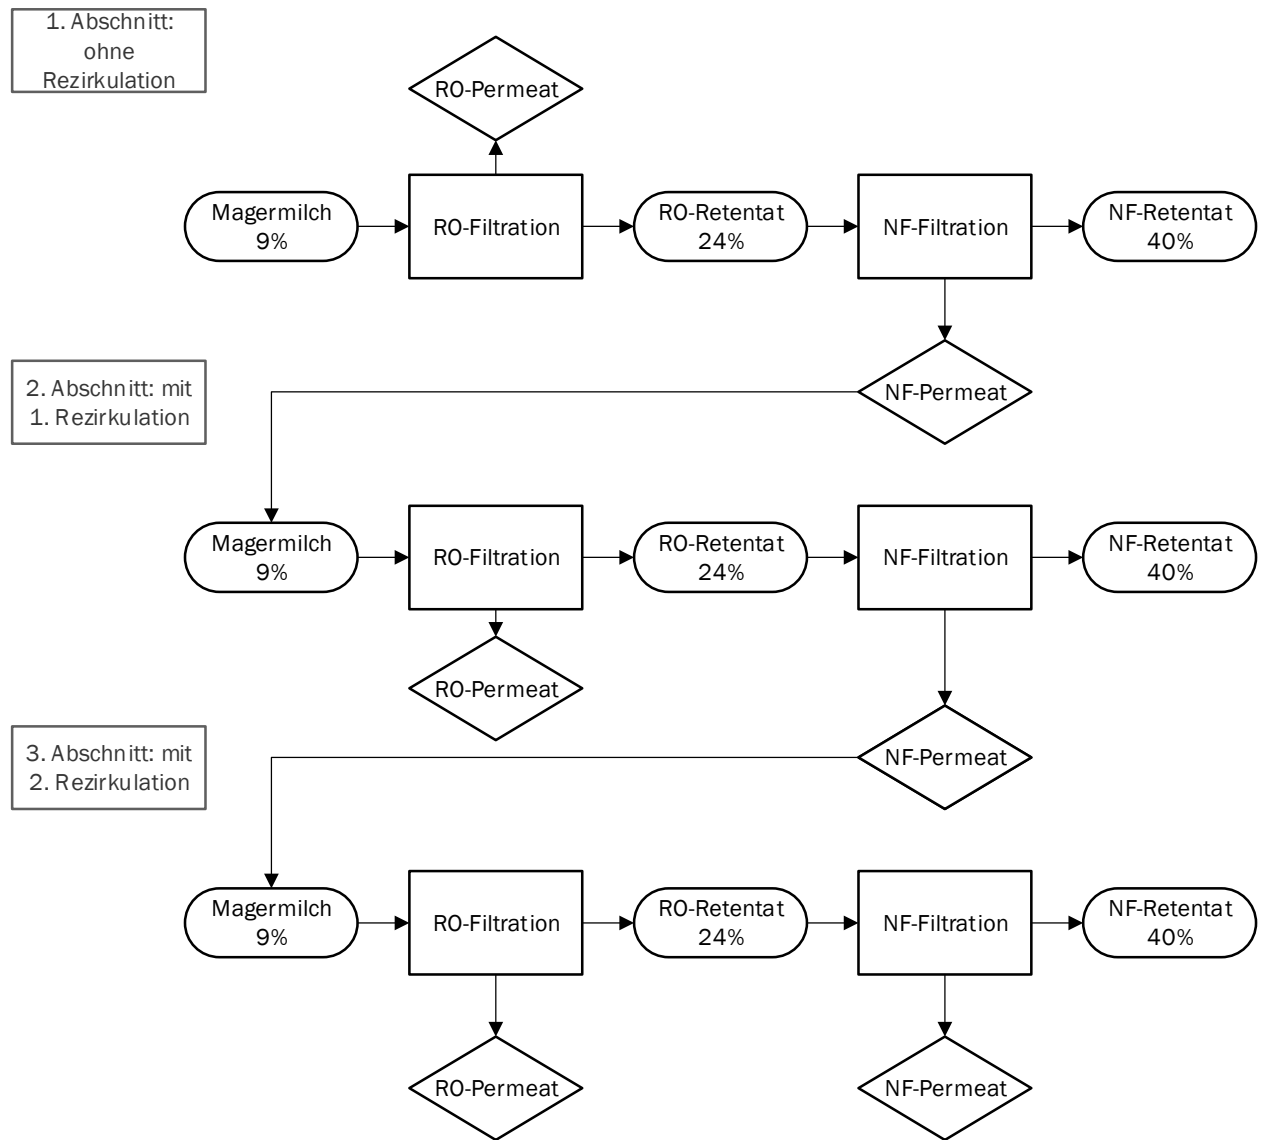 1. Abschnitt:
ohne
Rezirkulation
RO-Permeat
Magermilch
9%
RO-Filtration
RO-Retentat
24%
NF-Filtration
NF-Retentat
40%
2. Abschnitt: mit
1. Rezirkulation
NF-Permeat
Magermilch
9%
RO-Filtration
RO-Retentat
24%
NF-Filtration
NF-Retentat
40%
RO-Permeat
3. Abschnitt: mit
2. Rezirkulation
NF-Permeat
Magermilch
9%
RO-Filtration
RO-Retentat
24%
NF-Filtration
NF-Retentat
40%
RO-Permeat
NF-Permeat